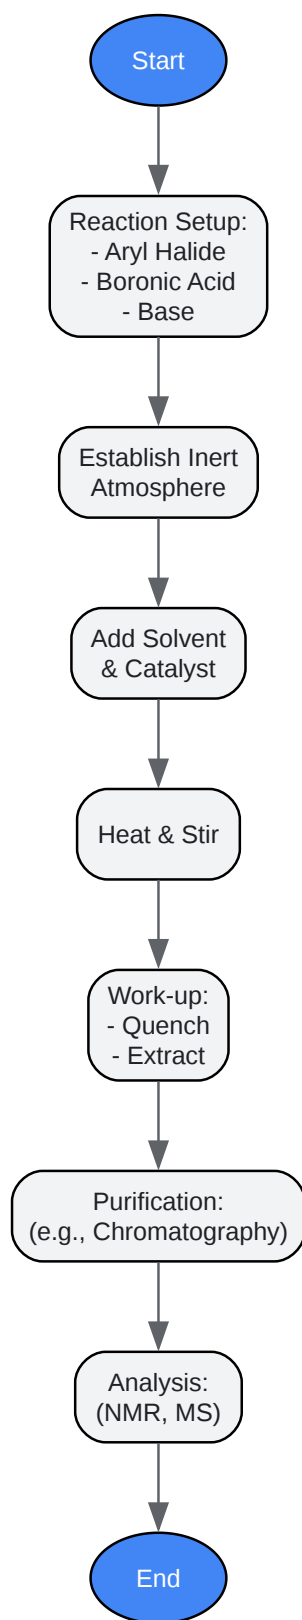 Start
Reaction Setup:
- Aryl Halide
- Boronic Acid
- Base
Establish Inert
Atmosphere
Add Solvent
& Catalyst
Heat & Stir
Work-up:
- Quench
- Extract
Purification:
(e.g., Chromatography)
Analysis:
(NMR, MS)
End